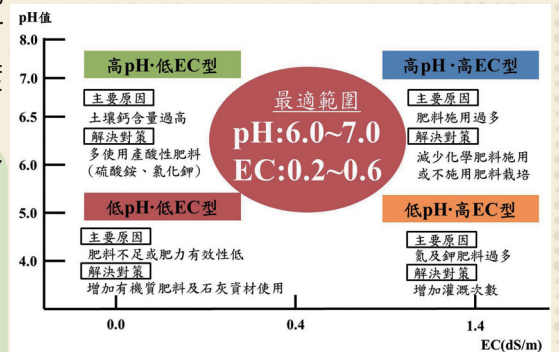 pH值
8.0
7.0
6.5
6.0
5.0
4.0
高pH·低EC型
主要原因
土壤鈣含量過高
解決對策
多使用產酸性肥料
(硫酸銨、氯化鉀)
最適範圍
pH:6.0~7.0
EC:0.2~0.6
高pH·高EC型
主要原因
肥料施用過多
解決對策
減少化學肥料施用
或不施用肥料栽培
低pH·低EC型
主要原因
肥料不足或肥力有效性低
解決對策
增加有機質肥料及石灰資材使用
低pH·高EC型
主要原因
氮及鉀肥料過多
解決對策
增加灌溉次數
0.0
0.4
1.4
EC(dS/m)